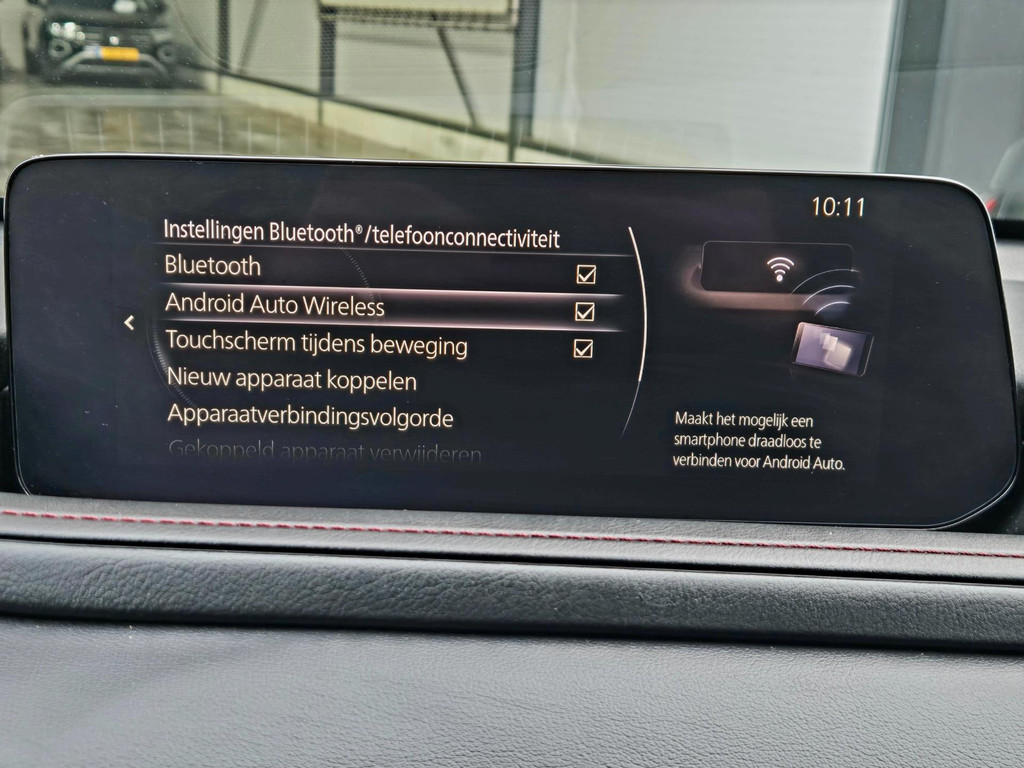 10:11
Instellingen Bluetooth®/telefoonconnectiviteit
Bluetooth
Android Auto Wireless
Touchscherm tijdens beweging
Nieuw apparaat koppelen
Apparaatverbindingsvolgorde
Gekoppeld apparaat verwijderen
Maakt het mogelijk een
smartphone draadloos te
verbinden voor Android Auto.